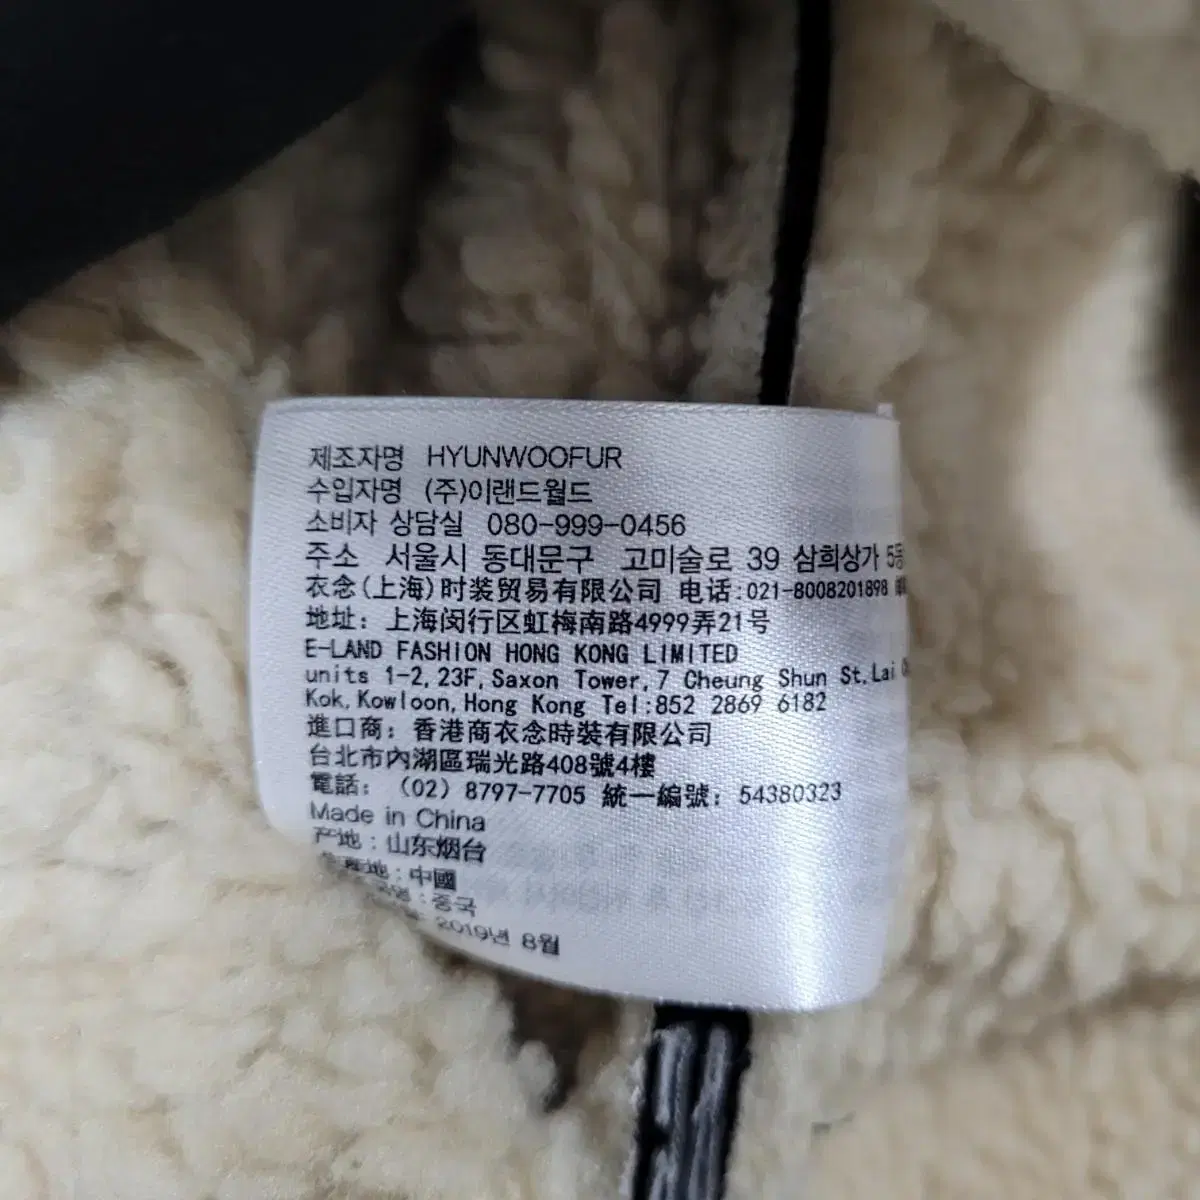 제조자명 HYUNWOOFUR
수입자명 (주)이랜드월드
소비자 상담실 080-999-0456
주소 서울시 동대문구 고미술로 39 삼희상가 5동
衣念(上海)时装贸易有限公司 电话:021-8008201898
地址: 上海闵行区虹梅南路4999弄21号
E-LAND FASHION HONG KONG LIMITED
units 1-2,23F,Saxon Tower,7 Cheung Shun St,Lai
Kok,Kowloon,Hong Kong Tel:852 2869 6182
進口商: 香港商衣念時裝有限公司
台北市內湖區瑞光路408號4樓
電話: (02) 8797-7705 統一編號: 54380323
Made in China
产地 : 山东烟台
產地 : 中國
: 중국
2019년 8월